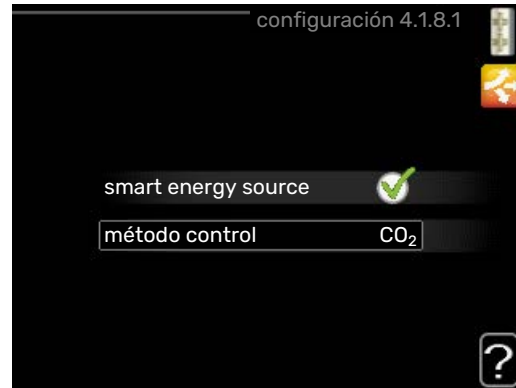 configuración 4.1.8.1
smart energy source
método control CO₂
?